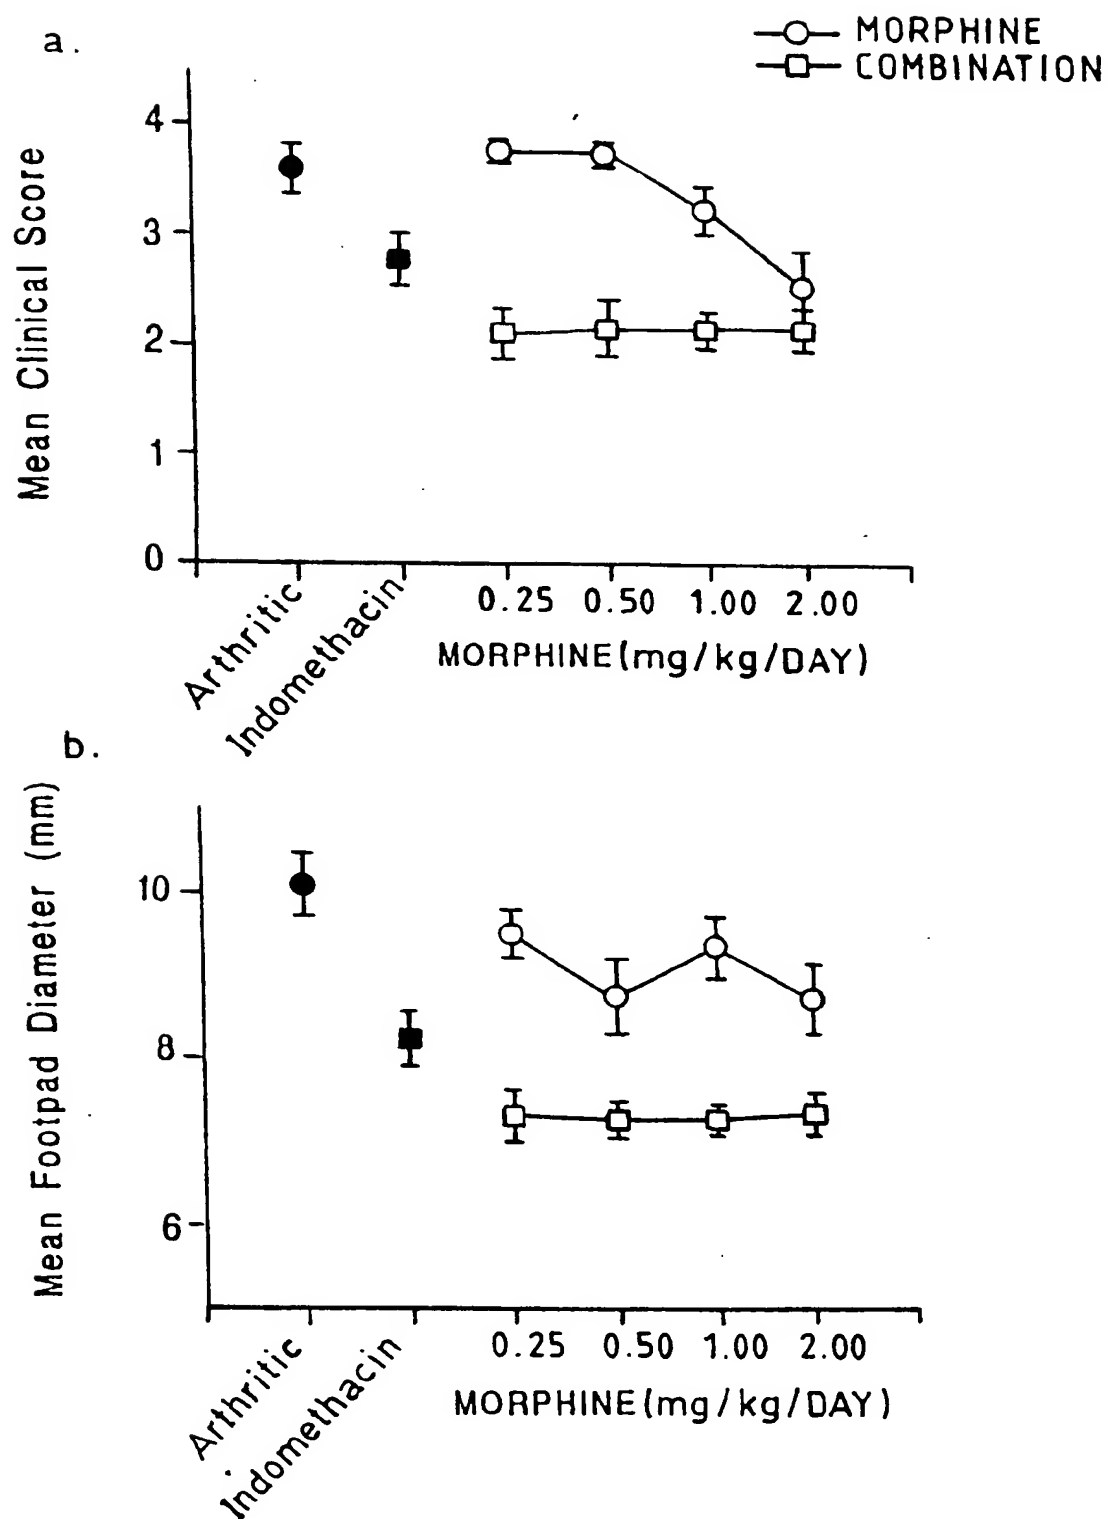 a.
MORPHINE
COMBINATION
Mean Clinical Score
4
3
2
1
0
Arthritic
Indomethacin
0.25 0.50 1.00 2.00
MORPHINE(mg/kg/DAY)
b.
Mean Footpad Diameter (mm)
10
8
6
Arthritic
Indomethacin
0.25 0.50 1.00 2.00
MORPHINE(mg/kg/DAY)